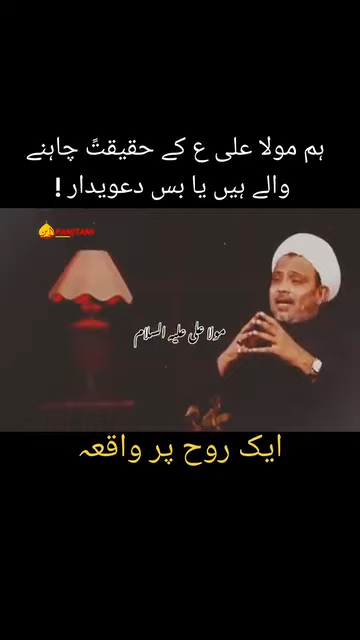 ہم مولا علی ع کے حقیقتً چاہنے
والے ہیں یا بس دعویدار !
PANJTANY
مولا علی علیہ السلام
ایک روح پر واقعہ